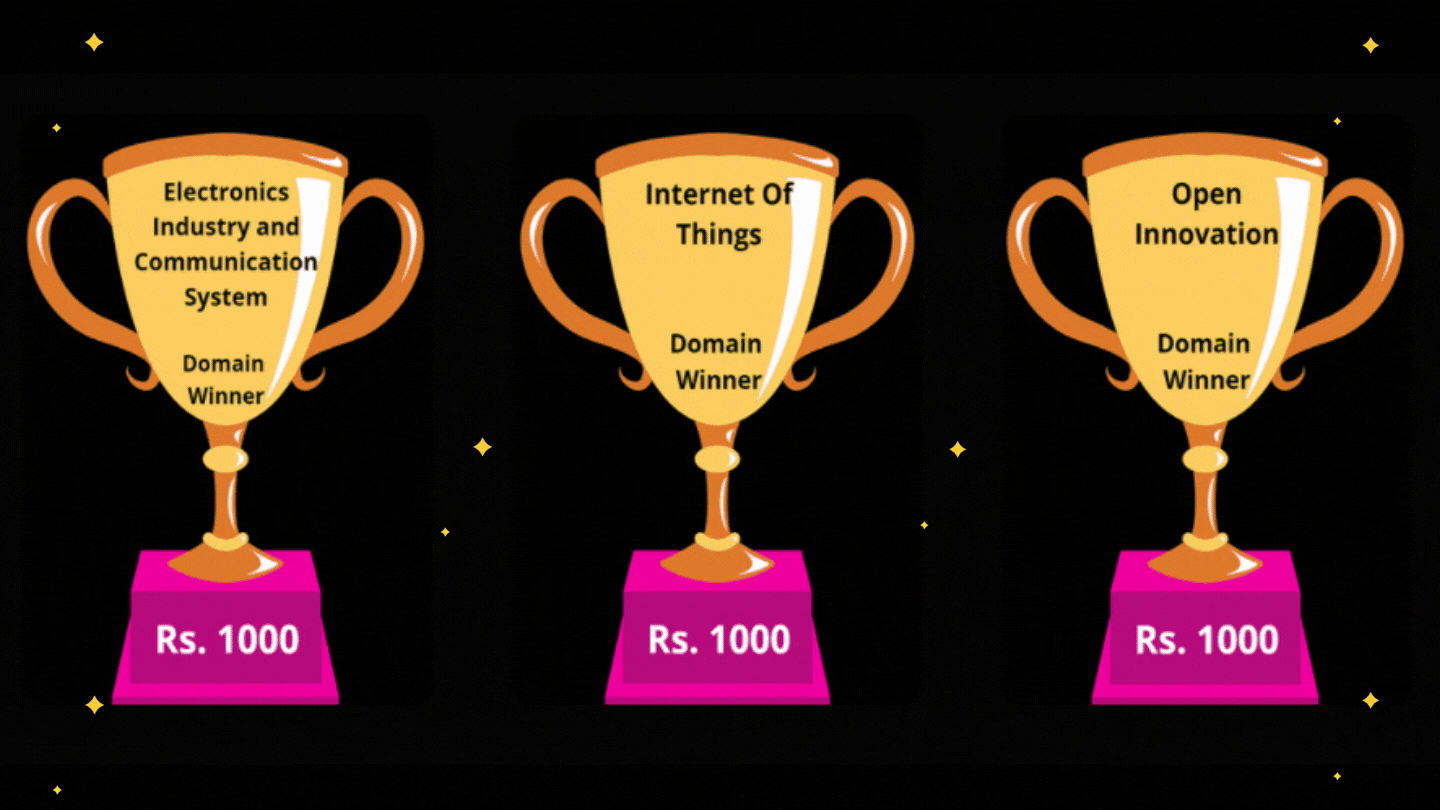 Electronics
Industry and
Communication
System
Domain
Winner
Rs. 1000
Internet Of
Things
Domain
Winner
Rs. 1000
Open
Innovation
Domain
Winner
Rs. 1000